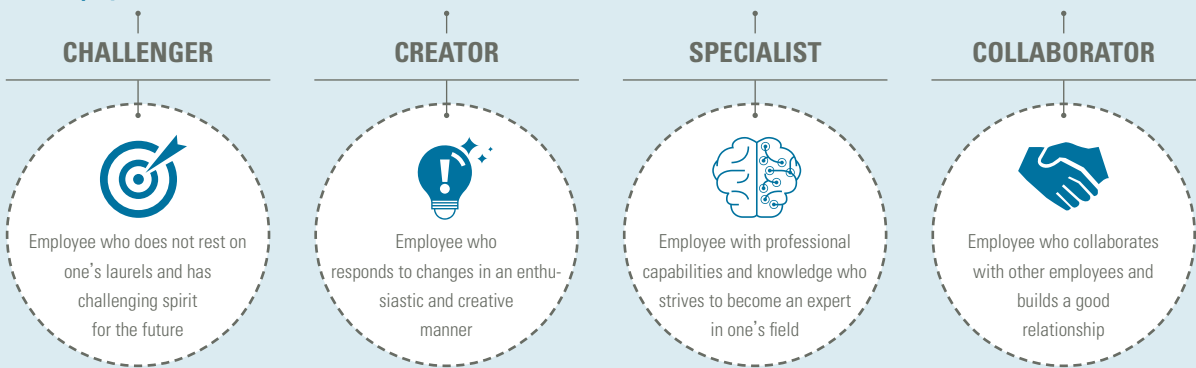 CHALLENGER
Employee who does not rest on
one's laurels and has
challenging spirit
for the future
CREATOR
Employee who
responds to changes in an enthu-
siastic and creative
manner
SPECIALIST
Employee with professional
capabilities and knowledge who
strives to become an expert
in one's field
COLLABORATOR
Employee who collaborates
with other employees and
builds a good
relationship